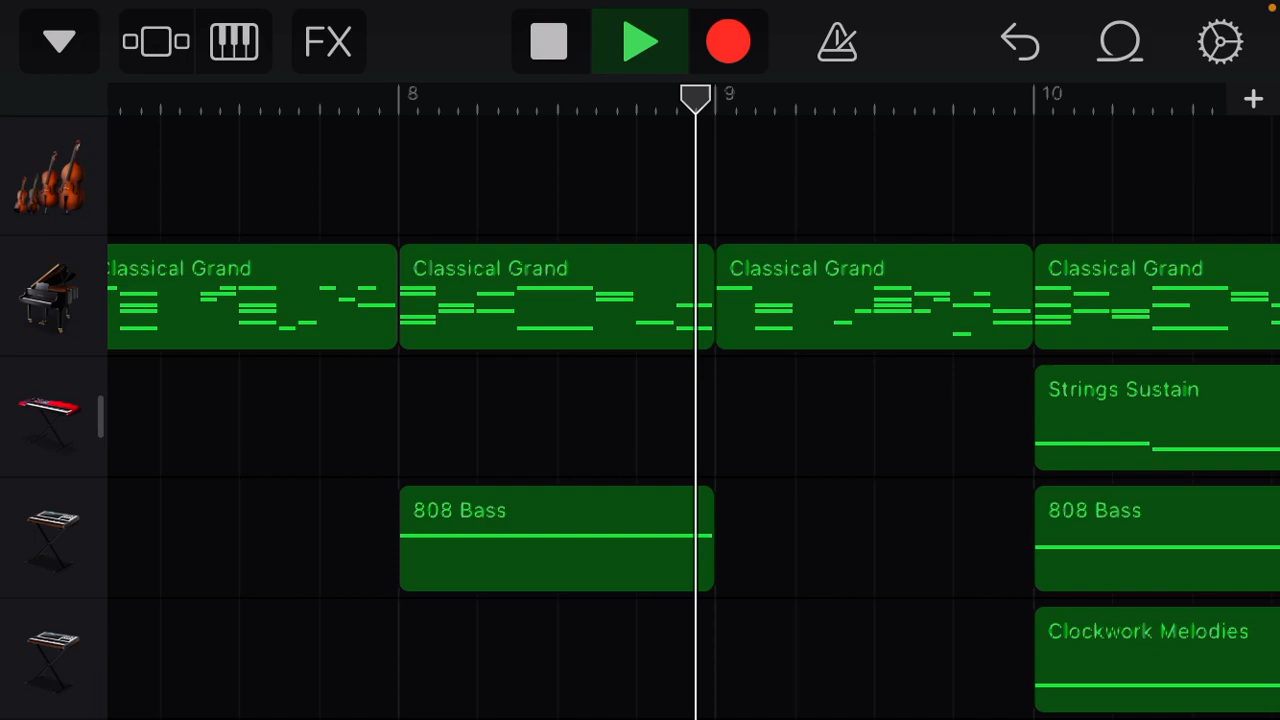 FX
8
9
10
+
lassical Grand
Classical Grand
Classical Grand
Classical Grand
Strings Sustain
808 Bass
808 Bass
Clockwork Melodies